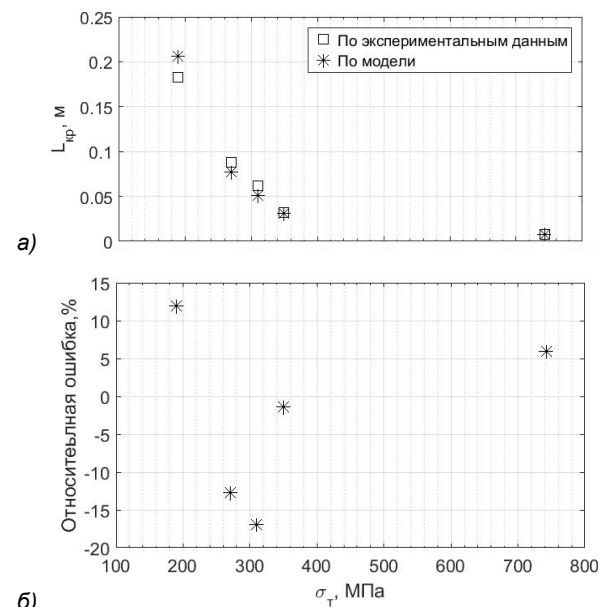 0.25
0.2
0.15
0.1
0.05
0
L_кр, м
По экспериментальным данным
По модели
а)
15
10
5
0
-5
-10
-15
-20
Относитеьлная ошибка,%
100 200 300 400 500 600 700 800
σ_т, МПа
б)